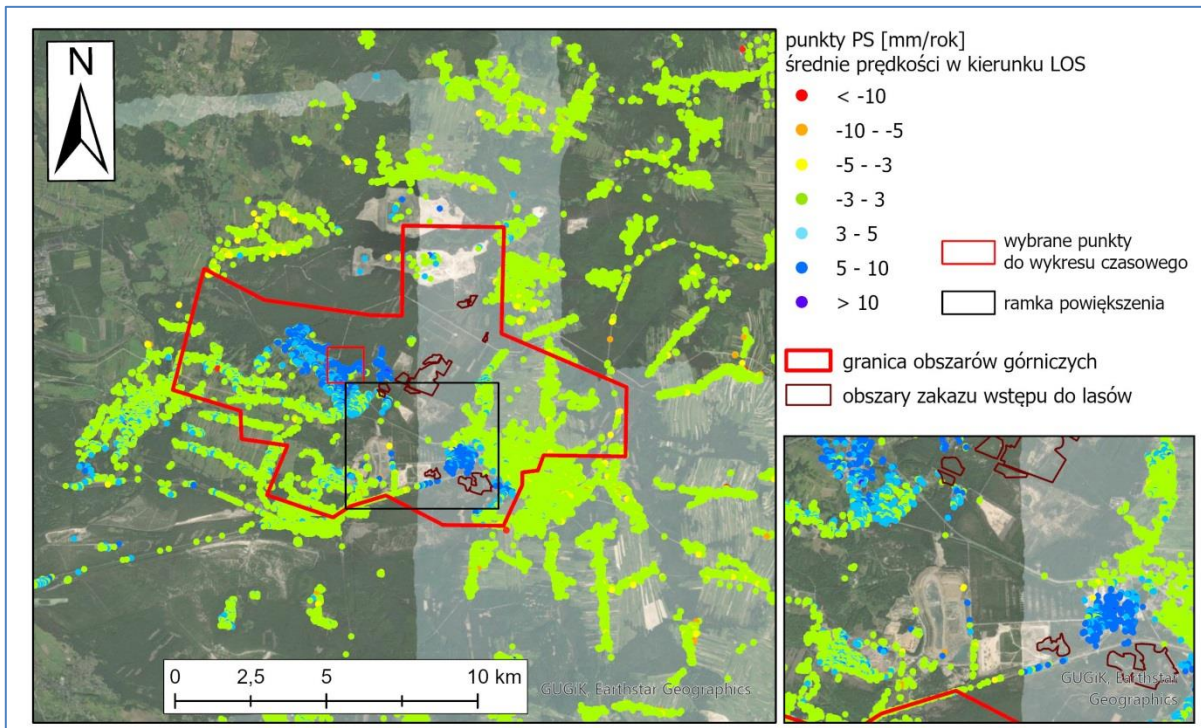 N
punkty PS [mm/rok]
średnie prędkości w kierunku LOS
< -10
-10 - -5
-5 - -3
-3 - 3
3 - 5
5 - 10
> 10
wybrane punkty
do wykresu czasowego
ramka powiększenia
granica obszarów górniczych
obszary zakazu wstępu do lasów
0 2,5 5 10 km
GUGiK, Earthstar Geographics
GUGiK, Earthstar
Geographics